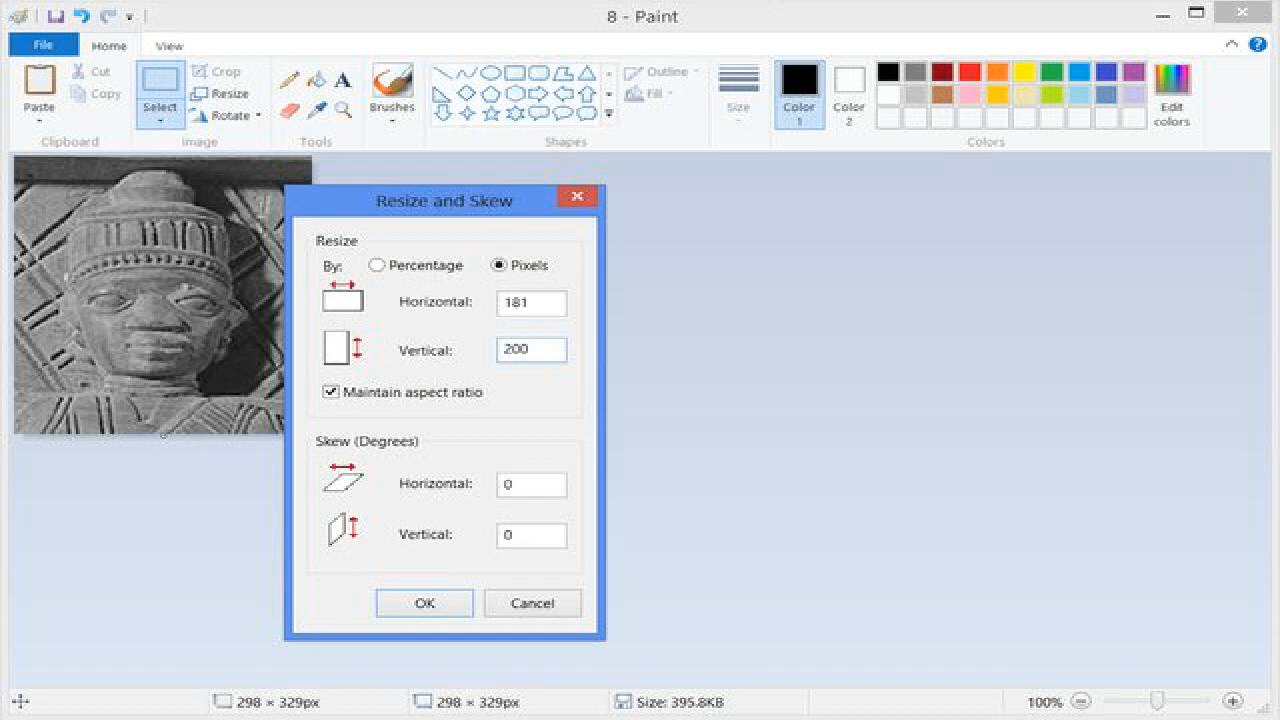 8 - Paint
File Home View
Cut Crop Outline
Copy Resize Fill
Rotate
Paste Select Brushes Size Color 1 Color 2 Edit colors
Clipboard Image Tools Shapes Colors
A
Resize and Skew
Resize
By: Percentage Pixels
Horizontal: 181
Vertical: 200
Maintain aspect ratio
Skew (Degrees)
Horizontal: 0
Vertical: 0
OK Cancel
298 × 329px 298 × 329px Size: 395.8KB 100%